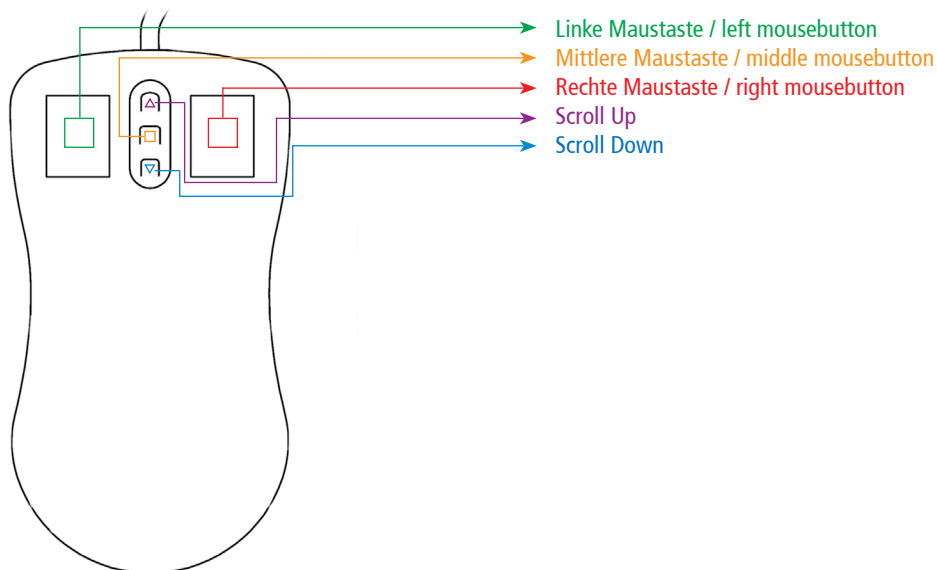 Linke Maustaste / left mousebutton
Mittlere Maustaste / middle mousebutton
Rechte Maustaste / right mousebutton
Scroll Up
Scroll Down